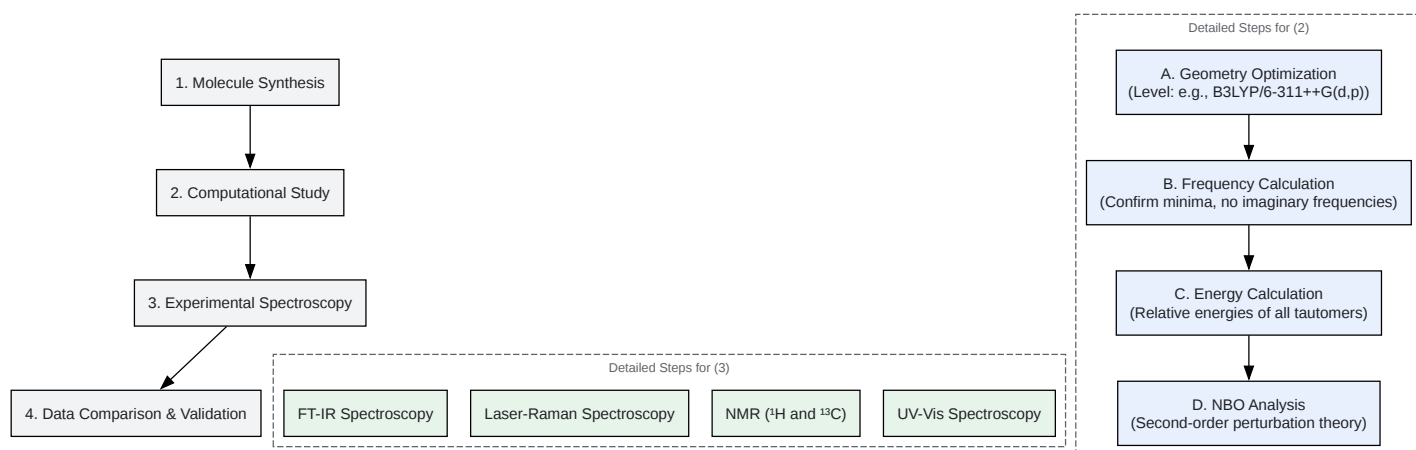 1. Molecule Synthesis
2. Computational Study
3. Experimental Spectroscopy
4. Data Comparison & Validation
Detailed Steps for (3)
FT-IR Spectroscopy
Laser-Raman Spectroscopy
NMR (¹H and ¹³C)
UV-Vis Spectroscopy
Detailed Steps for (2)
A. Geometry Optimization
(Level: e.g., B3LYP/6-311++G(d,p))
B. Frequency Calculation
(Confirm minima, no imaginary frequencies)
C. Energy Calculation
(Relative energies of all tautomers)
D. NBO Analysis
(Second-order perturbation theory)